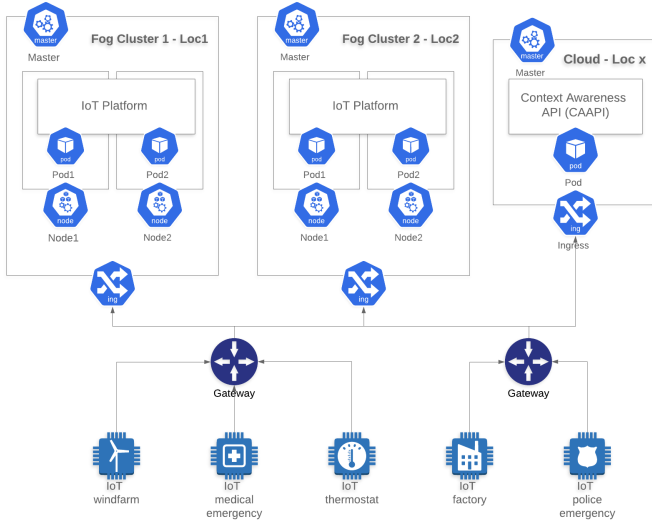 master
Master
Fog Cluster 1 - Loc1
IoT Platform
pod
Pod1
pod
Pod2
node
Node1
node
Node2
ing
master
Master
Fog Cluster 2 - Loc2
IoT Platform
pod
Pod1
pod
Pod2
node
Node1
node
Node2
ing
master
Master
Cloud - Loc x
Context Awareness
API (CAAPI)
pod
Pod
ing
Ingress
Gateway
Gateway
IoT
windfarm
IoT
medical
emergency
IoT
thermostat
IoT
factory
IoT
police
emergency